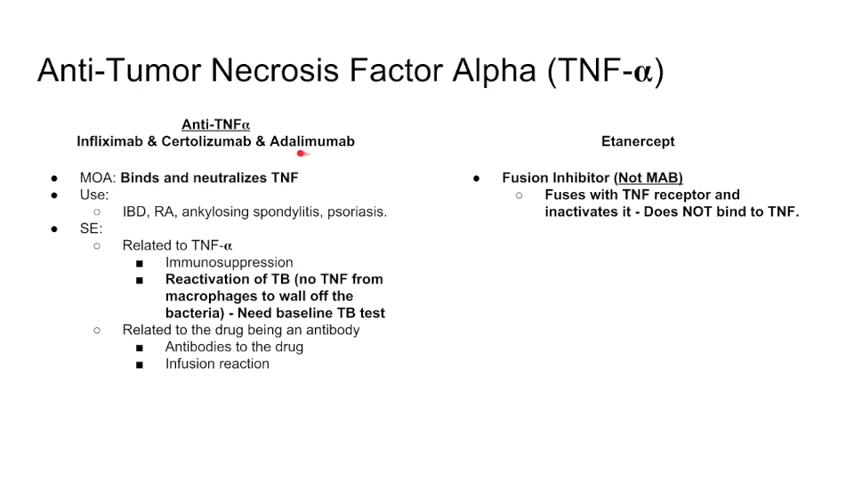 Anti-Tumor Necrosis Factor Alpha (TNF-α)
Anti-TNFα
Infliximab & Certolizumab & Adalimumab
● MOA: Binds and neutralizes TNF
● Use:
○ IBD, RA, ankylosing spondylitis, psoriasis.
● SE:
○ Related to TNF-α
■ Immunosuppression
■ Reactivation of TB (no TNF from
macrophages to wall off the
bacteria) - Need baseline TB test
○ Related to the drug being an antibody
■ Antibodies to the drug
■ Infusion reaction
Etanercept
● Fusion Inhibitor (Not MAB)
○ Fuses with TNF receptor and
inactivates it - Does NOT bind to TNF.